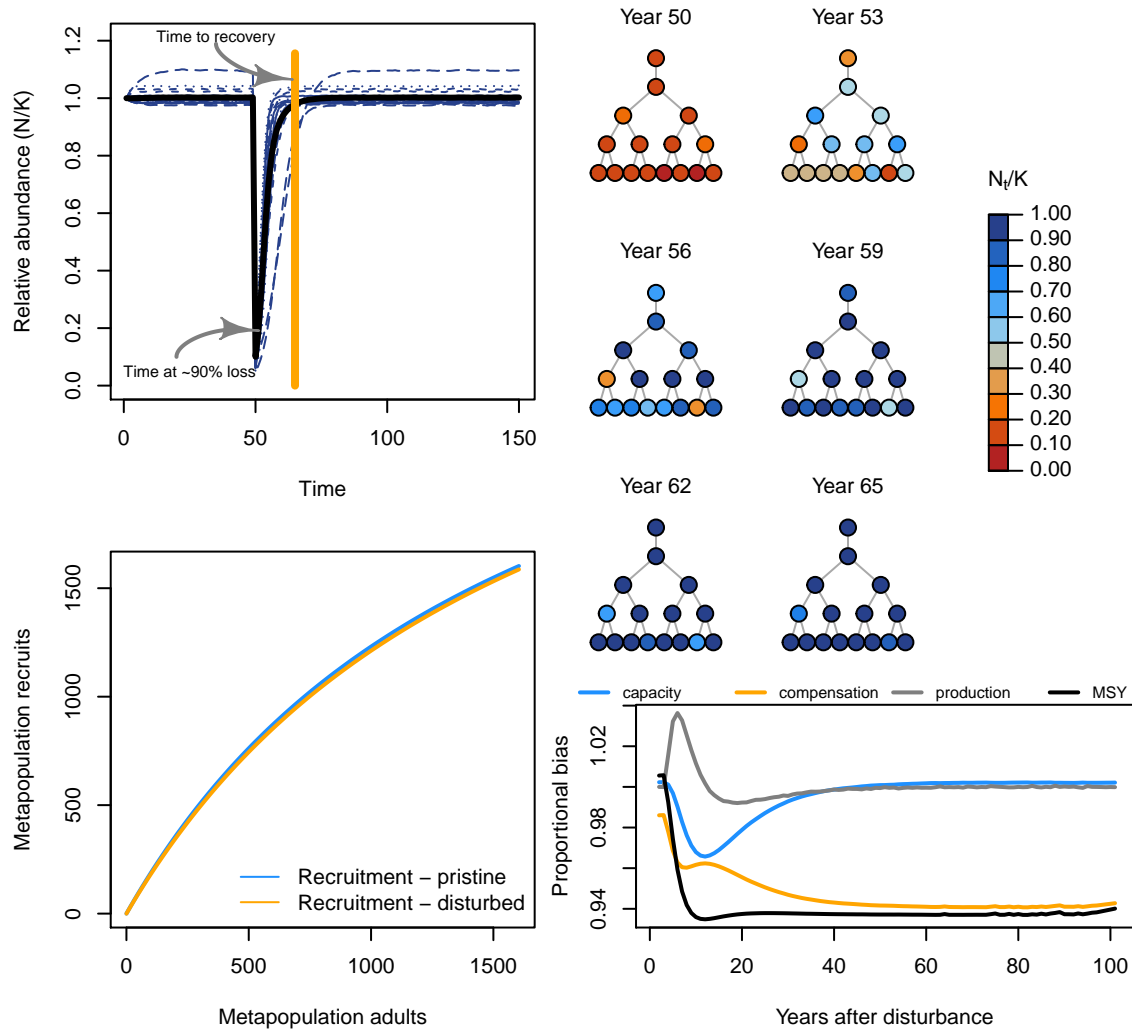 Time to recovery
Time at ~90% loss
Relative abundance (N/K)
0.0
0.2
0.4
0.6
0.8
1.0
1.2
0
50
100
150
Time
Year 50
Year 53
Year 56
Year 59
Year 62
Year 65
Nt/K
1.00
0.90
0.80
0.70
0.60
0.50
0.40
0.30
0.20
0.10
0.00
Metapopulation recruits
0
500
1000
1500
Recruitment − pristine
Recruitment − disturbed
0
500
1000
1500
Metapopulation adults
capacity
compensation
production
MSY
Proportional bias
0.94
0.98
1.02
0
20
40
60
80
100
Years after disturbance